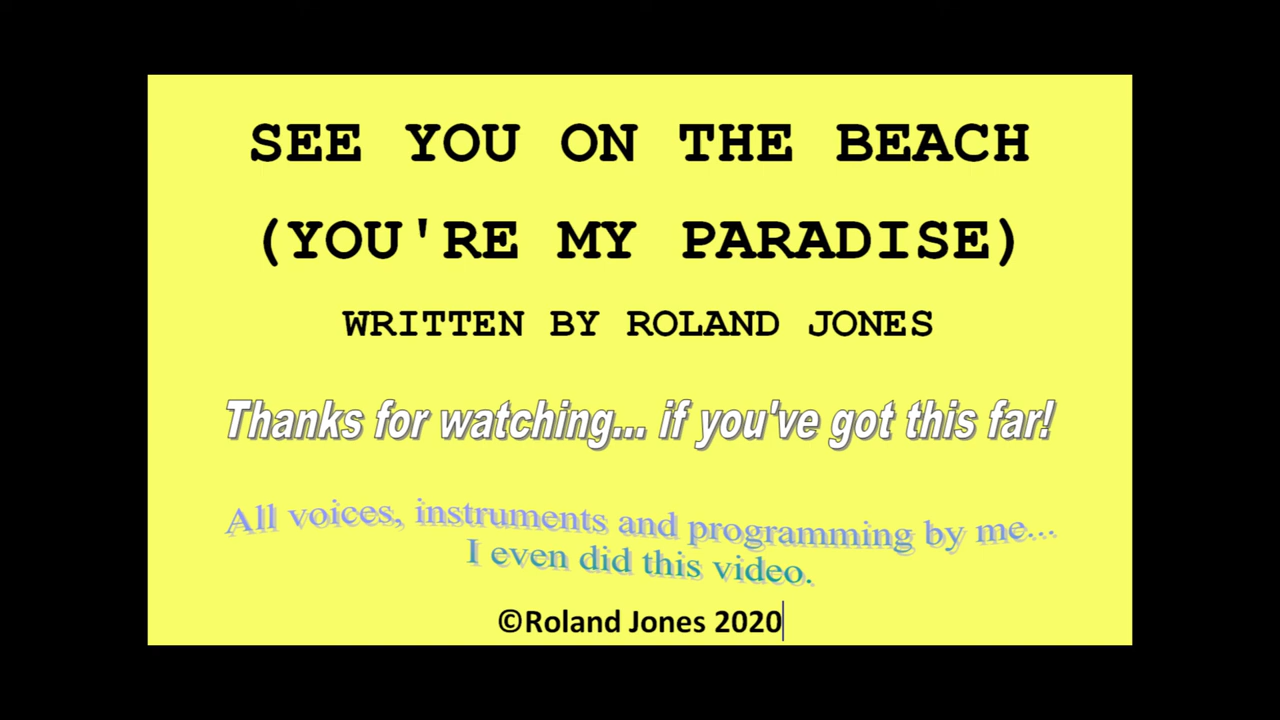 SEE YOU ON THE BEACH
(YOU'RE MY PARADISE)
WRITTEN BY ROLAND JONES
Thanks for watching... if you've got this far!
All voices, instruments and programming by me...
I even did this video.
©Roland Jones 2020